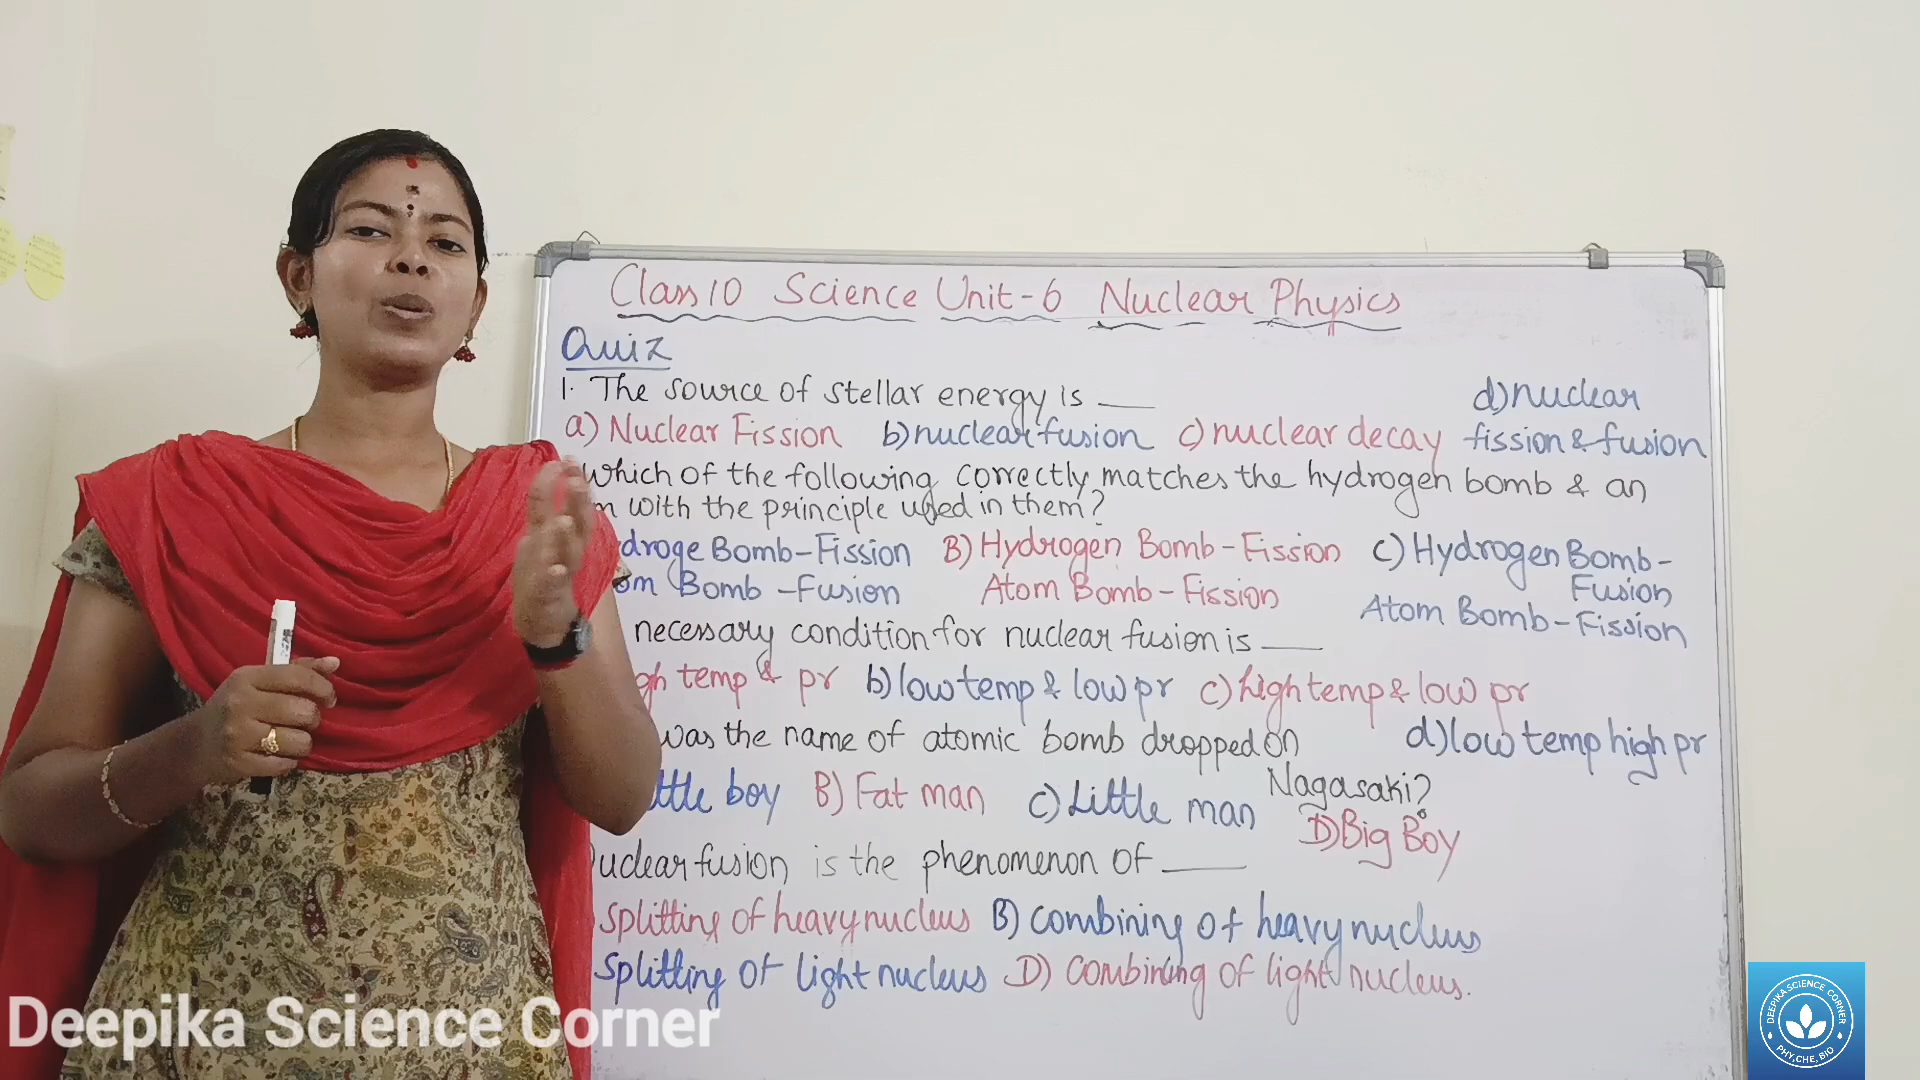 Class 10 Science Unit-6 Nuclear Physics
Quiz
1. The source of stellar energy is ___
a) Nuclear Fission b) nuclear fusion c) nuclear decay d) nuclear fission & fusion
which of the following correctly matches the hydrogen bomb & an
with the principle used in them?
droge Bomb-Fission B) Hydrogen Bomb-Fission C) Hydrogen Bomb-Fusion
om Bomb -Fusion Atom Bomb-Fission Atom Bomb-Fission
necessary condition for nuclear fusion is ___
gh temp & pr b) low temp & low pr c) high temp & low pr
d) low temp high pr
was the name of atomic bomb dropped on Nagasaki?
ttle boy B) Fat man C) Little man D) Big Boy
uclear fusion is the phenomenon of ___
splitting of heavy nucleus B) combining of heavy nucleus
splitting of light nucleus D) combining of light nucleus.
Deepika Science Corner
DEEPIKA SCIENCE CORNER
PHY, CHE, BIO